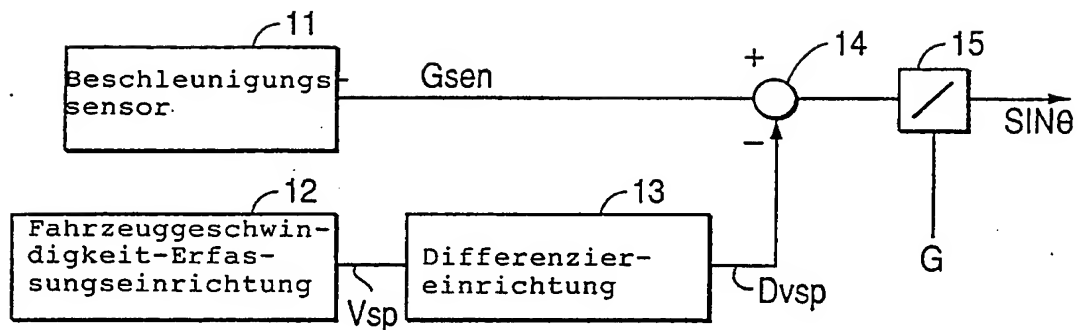 11
Beschleunigungs-
sensor
Gsen
+
14
15
SINθ
−
12
Fahrzeuggeschwin-
digkeit-Erfas-
sungseinrichtung
Vsp
13
Differenzier-
einrichtung
Dvsp
G